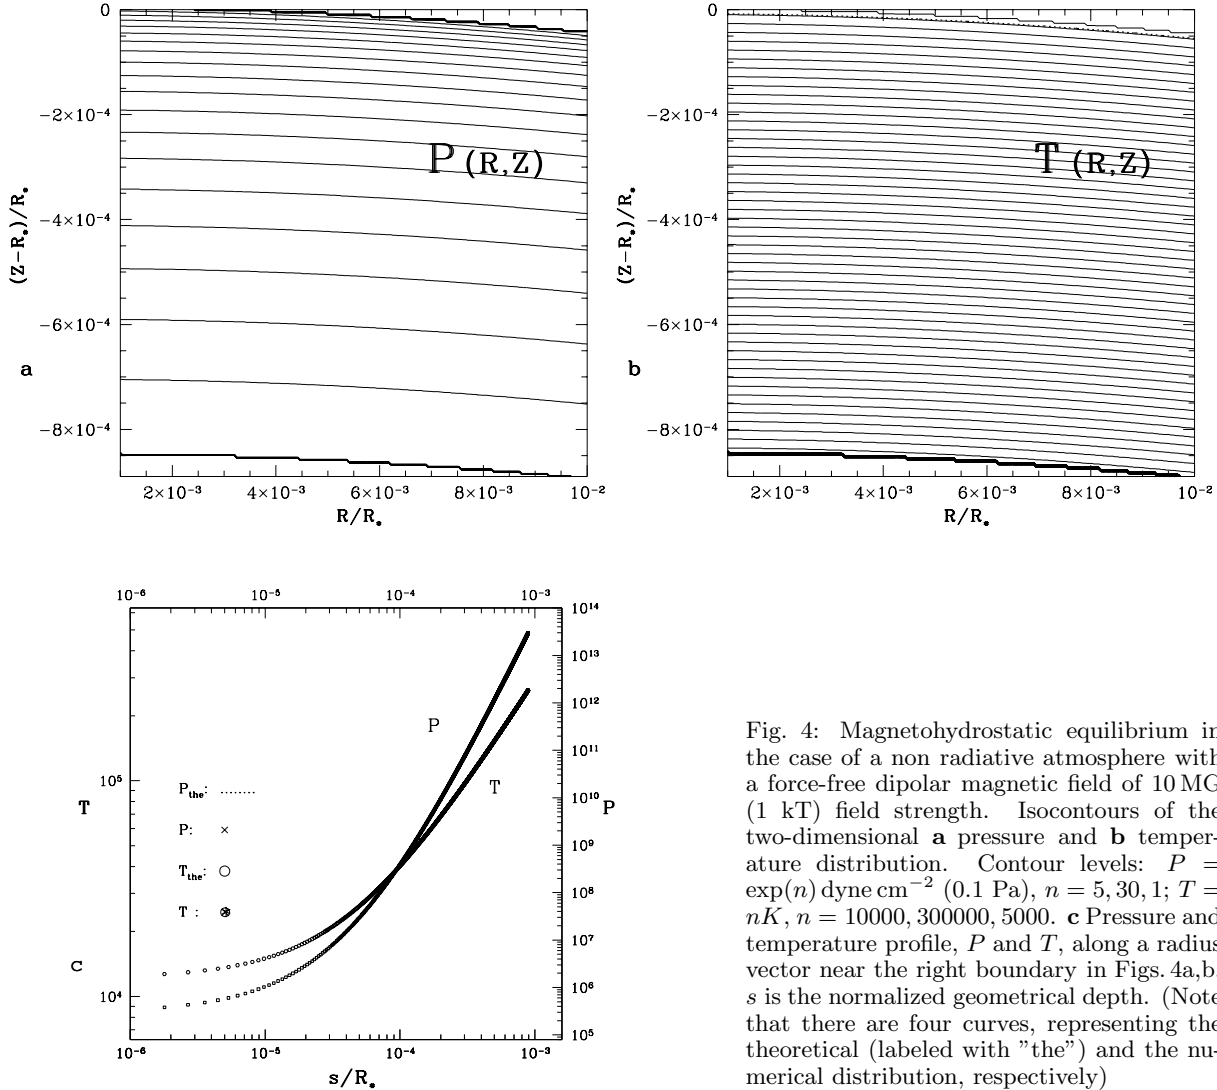 0
−2×10⁻⁴
−4×10⁻⁴
−6×10⁻⁴
−8×10⁻⁴
(Z−R*)/R*
P (R,Z)
a
2×10⁻³ 4×10⁻³ 6×10⁻³ 8×10⁻³ 10⁻²
R/R*
0
−2×10⁻⁴
−4×10⁻⁴
−6×10⁻⁴
−8×10⁻⁴
(Z−R*)/R*
T (R,Z)
b
2×10⁻³ 4×10⁻³ 6×10⁻³ 8×10⁻³ 10⁻²
R/R*
10⁻⁶ 10⁻⁵ 10⁻⁴ 10⁻³
10¹⁴
10¹³
10¹²
10¹¹
10¹⁰
10⁹
10⁸
10⁷
10⁶
10⁵
P
10⁵
10⁴
T
P
T
P_the:
P:
T_the:
T :
c
10⁻⁶ 10⁻⁵ 10⁻⁴ 10⁻³
s/R*
Fig. 4: Magnetohydrostatic equilibrium in
the case of a non radiative atmosphere with
a force-free dipolar magnetic field of 10 MG
(1 kT) field strength. Isocontours of the
two-dimensional a pressure and b temper-
ature distribution. Contour levels: P =
exp(n) dyne cm⁻² (0.1 Pa), n = 5, 30, 1; T =
nK, n = 10000, 300000, 5000. c Pressure and
temperature profile, P and T, along a radius
vector near the right boundary in Figs. 4a,b.
s is the normalized geometrical depth. (Note
that there are four curves, representing the
theoretical (labeled with ”the”) and the nu-
merical distribution, respectively)